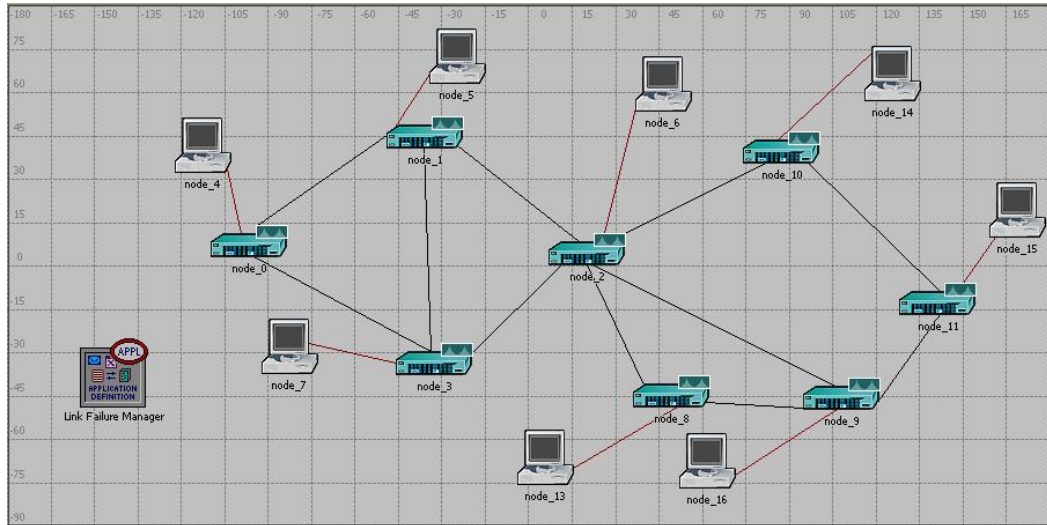 -180 -165 -150 -135 -120 -105 -90 -75 -60 -45 -30 -15 0 15 30 45 60 75 90 105 120 135 150 165
75
60
45
30
15
0
-15
-30
-45
-60
-75
-90
node_5
node_6
node_14
node_1
node_10
node_4
node_15
node_0
node_2
node_11
APPL
APPLICATION
DEFINITION
Link Failure Manager
node_7
node_3
node_8
node_9
node_13
node_16